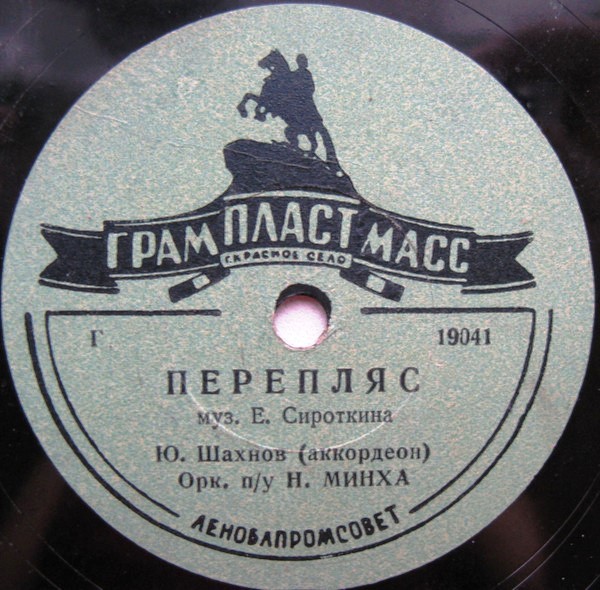 ГРАМПЛАСТМАСС
Г. КРАСНОЕ СЕЛО
Г 19041
ПЕРЕПЛЯС
муз. Е. Сироткина
Ю. Шахнов (аккордеон)
Орк. п/у Н. МИНХА
ЛЕНОБЛПРОМСОВЕТ